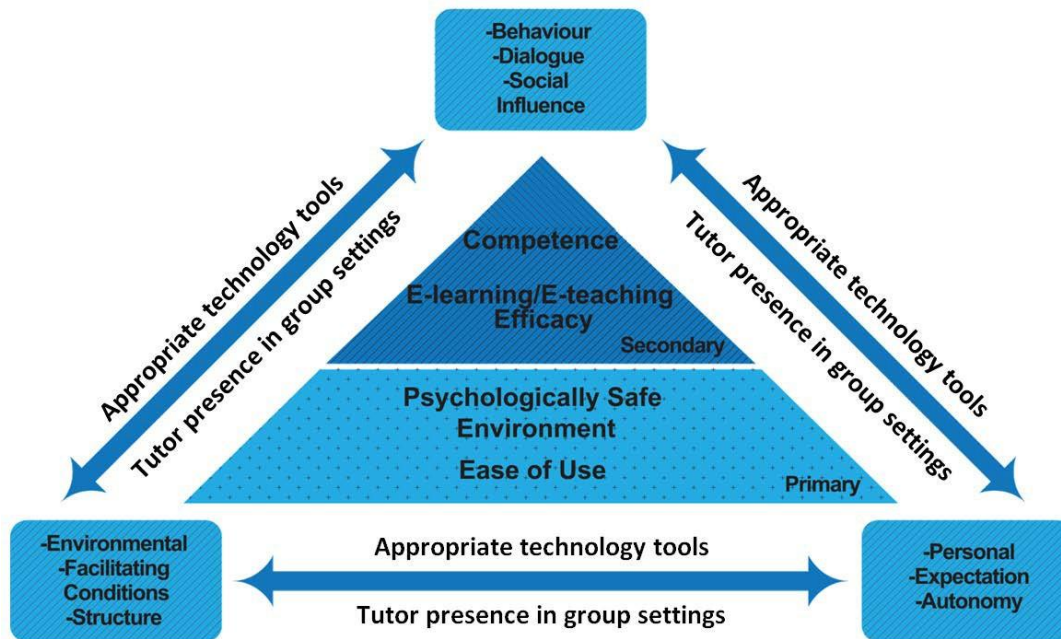 -Behaviour
-Dialogue
-Social
Influence
Appropriate technology tools
Tutor presence in group settings
Appropriate technology tools
Tutor presence in group settings
Competence
E-learning/E-teaching
Efficacy
Secondary
Psychologically Safe
Environment
Ease of Use
Primary
-Environmental
-Facilitating
Conditions
-Structure
Appropriate technology tools
Tutor presence in group settings
-Personal
-Expectation
-Autonomy